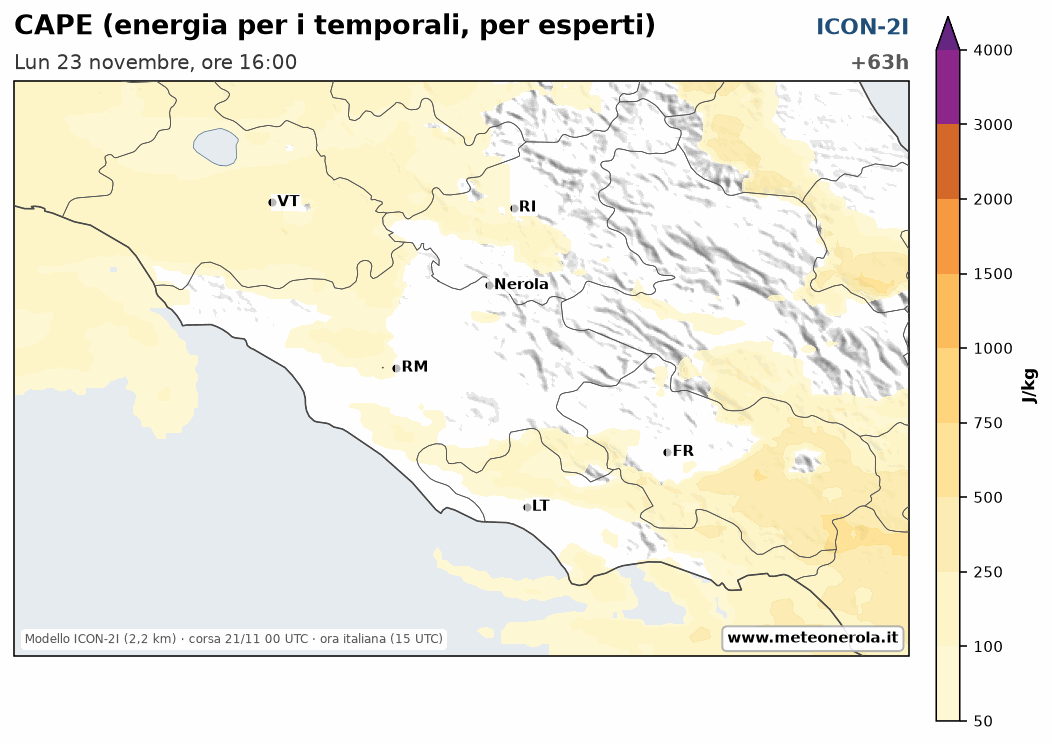 CAPE (energia per i temporali, per esperti)
ICON-2I
Lun 23 novembre, ore 16:00
+63h
4000
3000
2000
1500
1000
750
500
250
100
50
J/kg
VT
RI
Nerola
RM
FR
LT
Modello ICON-2I (2,2 km) · corsa 21/11 00 UTC · ora italiana (15 UTC)
www.meteonerola.it